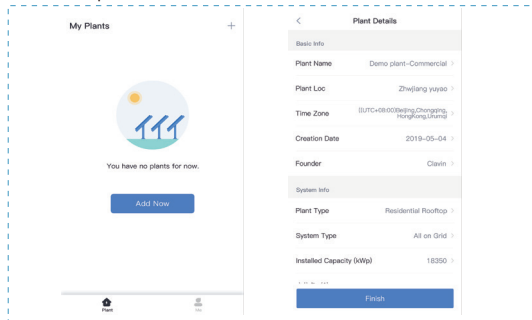 My Plants
+
You have no plants for now.
Add Now
Plant
Me
Plant Details
Basic Info
Plant Name Demo plant-Commercial
Plant Loc Zhwjiang yuyao
Time Zone ((UTC+08:00)Beijing,Chongqing,
HongKong,Urumqi
Creation Date 2019-05-04
Founder Clavin
System Info
Plant Type Residential Rooftop
System Type All on Grid
Installed Capacity (kWp) 18350
Finish